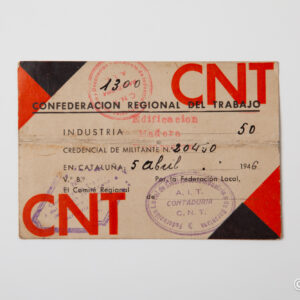 1300
CNT
CONFEDERACION REGIONAL DEL TRABAJO
Edificacion
Madera
INDUSTRIA 50
CREDENCIAL DE MILITANTE N.º 20450
EN CATALUÑA 5 Abril 1946
V. B. Por la Federación Local,
El Comité Regional
A. I. T.
CONTADURIA
C. N. T.
CNT